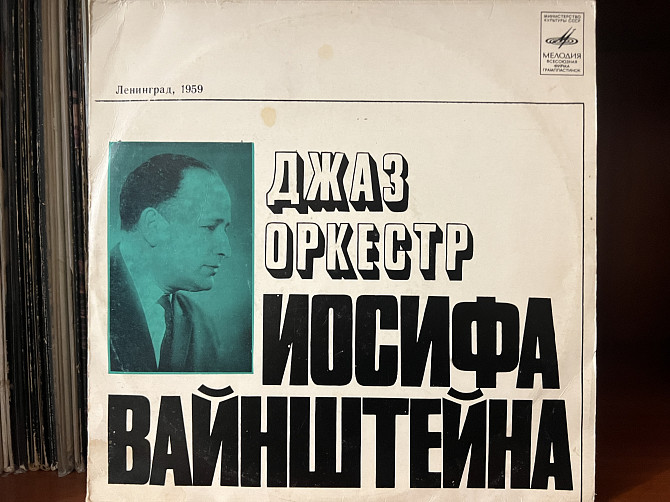 МИНИСТЕРСТВО
КУЛЬТУРЫ СССР
МЕЛОДИЯ
ВСЕСОЮЗНАЯ
ФИРМА
ГРАМПЛАСТИНОК
Ленинград, 1959
ДЖАЗ
ОРКЕСТР
ИОСИФА
ВАЙНШТЕЙНА